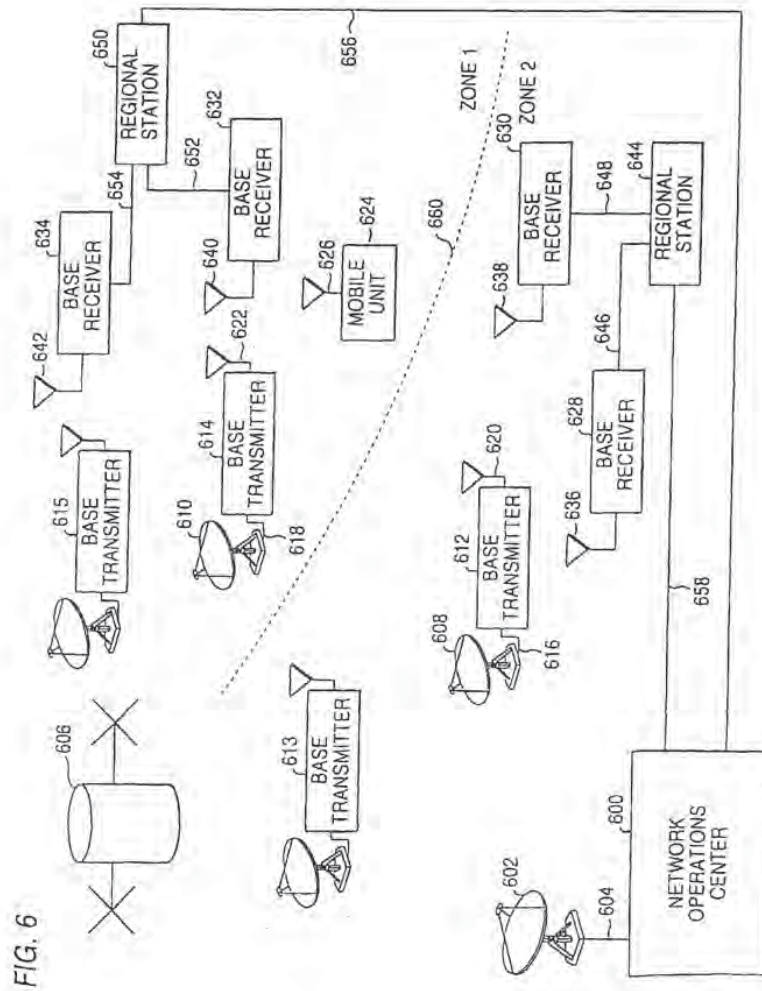 FIG. 6
606
615
BASE
TRANSMITTER
642
634
BASE
RECEIVER
654
650
REGIONAL
STATION
652
632
BASE
RECEIVER
640
610
614
BASE
TRANSMITTER
618
622
626
624
MOBILE
UNIT
656
613
BASE
TRANSMITTER
660
ZONE 1
ZONE 2
608
612
BASE
TRANSMITTER
616
620
638
630
BASE
RECEIVER
648
636
628
BASE
RECEIVER
646
644
REGIONAL
STATION
602
604
600
NETWORK
OPERATIONS
CENTER
658